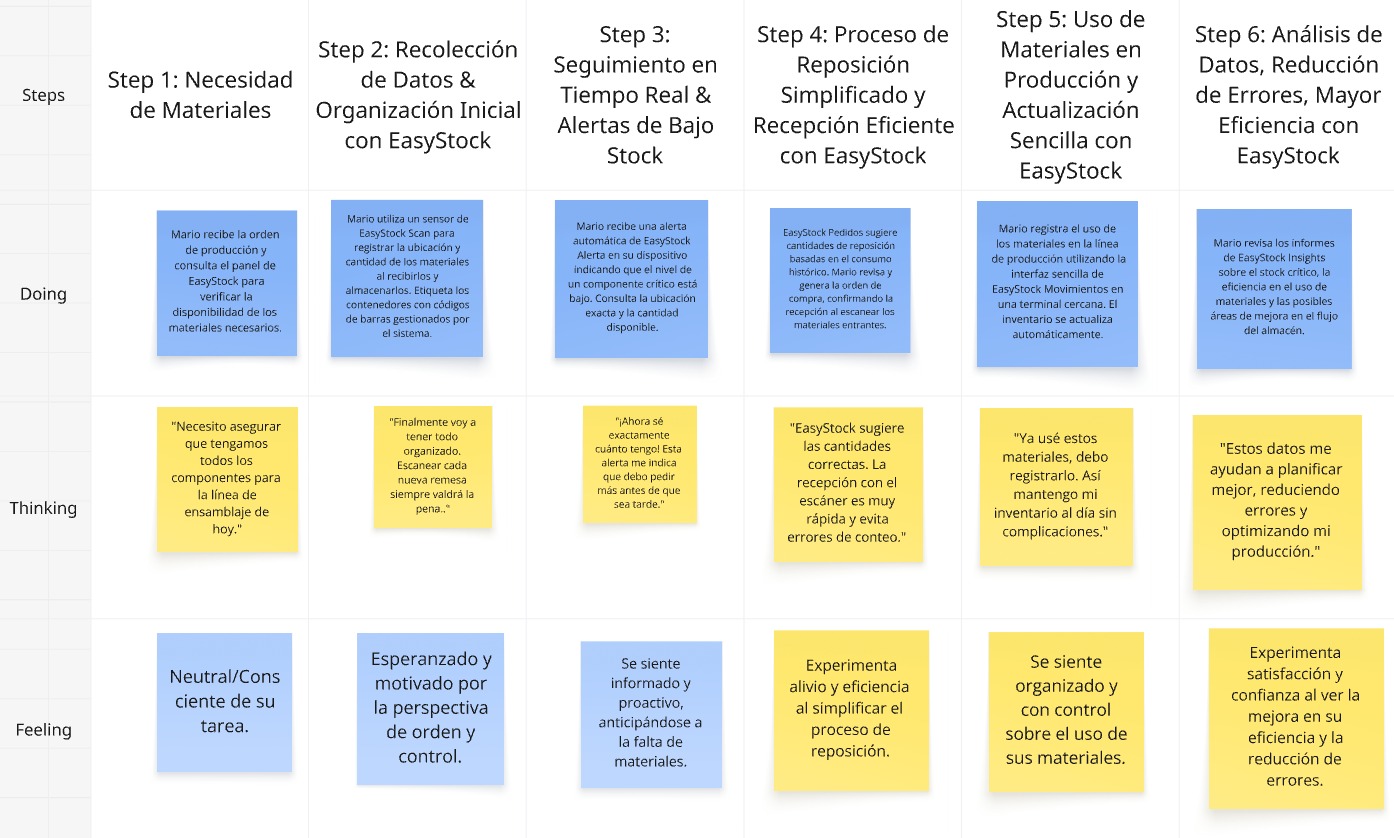 Steps
Step 1: Necesidad
de Materiales
Step 2: Recolección
de Datos &
Organización Inicial
con EasyStock
Step 3:
Seguimiento en
Tiempo Real &
Alertas de Bajo
Stock
Step 4: Proceso de
Reposición
Simplificado y
Recepción Eficiente
con EasyStock
Step 5: Uso de
Materiales en
Producción y
Actualización
Sencilla con
EasyStock
Step 6: Análisis de
Datos, Reducción
de Errores, Mayor
Eficiencia con
EasyStock
Doing
Mario recibe la orden
de producción y
consulta el panel de
EasyStock para
verificar la
disponibilidad de los
materiales necesarios.
Mario utiliza un sensor de
EasyStock Scan para
registrar la ubicación y
cantidad de los materiales
al recibirlos y
almacenarlos. Etiqueta los
contenedores con códigos
de barras gestionados por
el sistema.
Mario recibe una alerta
automática de EasyStock
Alerta en su dispositivo
indicando que el nivel de
un componente crítico está
bajo. Consulta la ubicación
exacta y la cantidad
disponible.
EasyStock Pedidos sugiere
cantidades de reposición
basadas en el consumo
histórico. Mario revisa y
genera la orden de
compra, confirmando la
recepción al escanear los
materiales entrantes.
Mario registra el uso de
los materiales en la línea
de producción utilizando la
interfaz sencilla de
EasyStock Movimientos en
una terminal cercana. El
inventario se actualiza
automáticamente.
Mario revisa los informes
de EasyStock Insights
sobre el stock crítico, la
eficiencia en el uso de
materiales y las posibles
áreas de mejora en el flujo
del almacén.
Thinking
"Necesito asegurar
que tengamos
todos los
componentes para
la línea de
ensamblaje de
hoy."
"Finalmente voy a
tener todo
organizado.
Escanear cada
nueva remesa
siempre valdrá la
pena.."
"¡Ahora sé
exactamente
cuánto tengo! Esta
alerta me indica
que debo pedir
más antes de que
sea tarde."
"EasyStock sugiere
las cantidades
correctas. La
recepción con el
escáner es muy
rápida y evita
errores de conteo."
"Ya usé estos
materiales, debo
registrarlo. Así
mantengo mi
inventario al día sin
complicaciones."
"Estos datos me
ayudan a planificar
mejor, reduciendo
errores y
optimizando mi
producción."
Feeling
Neutral/Cons
ciente de su
tarea.
Esperanzado y
motivado por
la perspectiva
de orden y
control.
Se siente
informado y
proactivo,
anticipándose a
la falta de
materiales.
Experimenta
alivio y eficiencia
al simplificar el
proceso de
reposición.
Se siente
organizado y
con control
sobre el uso de
sus materiales.
Experimenta
satisfacción y
confianza al ver la
mejora en su
eficiencia y la
reducción de
errores.